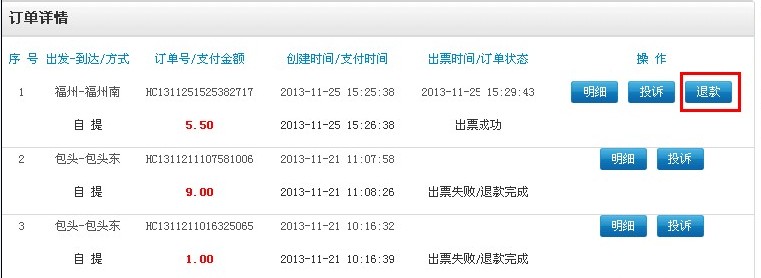 订单详情
序 号 出发-到达/方式 订单号/支付金额 创建时间/支付时间 出票时间/订单状态 操 作
1 福州-福州南 HC1311251525382717 2013-11-25 15:25:38 2013-11-25 15:29:43 明细 投诉 退款
自 提 5.50 2013-11-25 15:26:38 出票成功
2 包头-包头东 HC1311211107581006 2013-11-21 11:07:58 明细 投诉
自 提 9.00 2013-11-21 11:08:26 出票失败/退款完成
3 包头-包头东 HC1311211016325065 2013-11-21 10:16:32 明细 投诉
自 提 1.00 2013-11-21 10:16:39 出票失败/退款完成